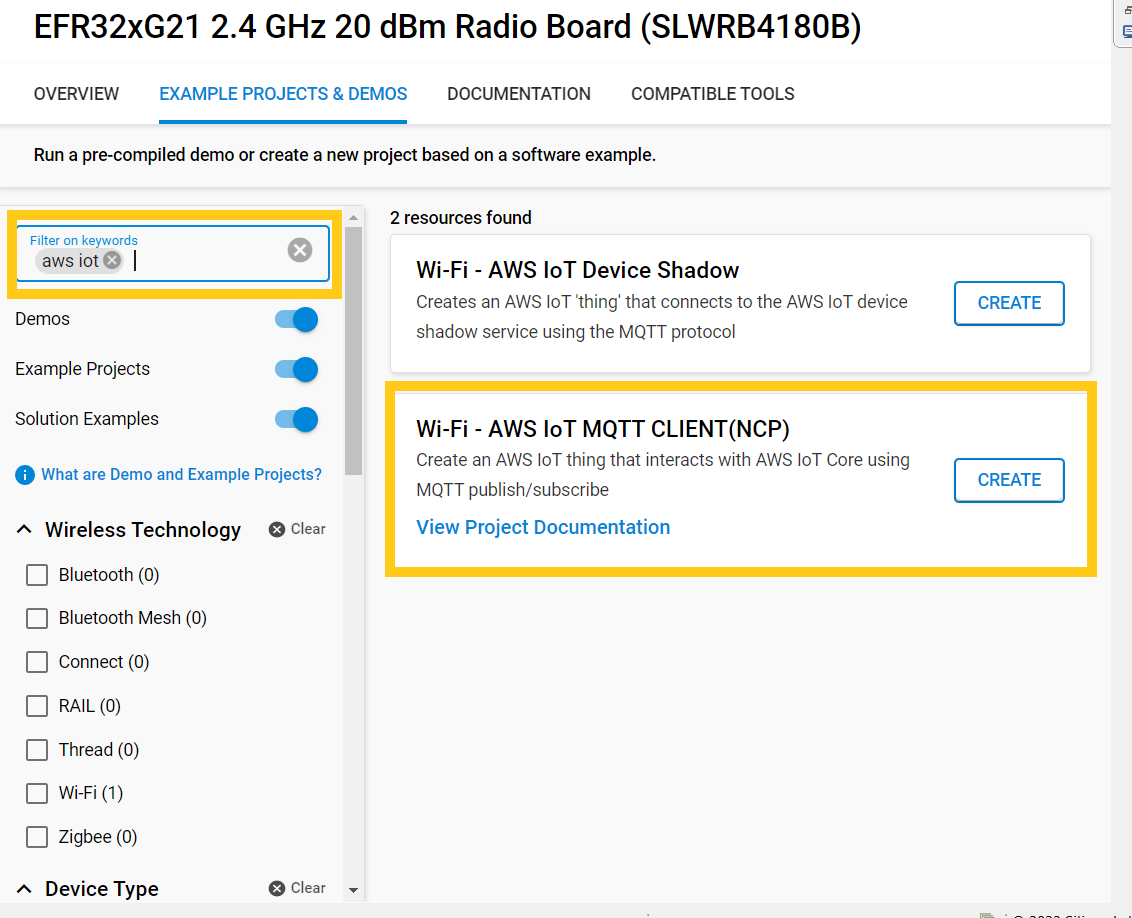 EFR32xG21 2.4 GHz 20 dBm Radio Board (SLWRB4180B)
OVERVIEW
EXAMPLE PROJECTS & DEMOS
DOCUMENTATION
COMPATIBLE TOOLS
Run a pre-compiled demo or create a new project based on a software example.
Filter on keywords
aws iot
Demos
Example Projects
Solution Examples
What are Demo and Example Projects?
Wireless Technology
Clear
Bluetooth (0)
Bluetooth Mesh (0)
Connect (0)
RAIL (0)
Thread (0)
Wi-Fi (1)
Zigbee (0)
Device Type
Clear
2 resources found
Wi-Fi - AWS IoT Device Shadow
Creates an AWS IoT 'thing' that connects to the AWS IoT device
shadow service using the MQTT protocol
CREATE
Wi-Fi - AWS IoT MQTT CLIENT(NCP)
Create an AWS IoT thing that interacts with AWS IoT Core using
MQTT publish/subscribe
View Project Documentation
CREATE